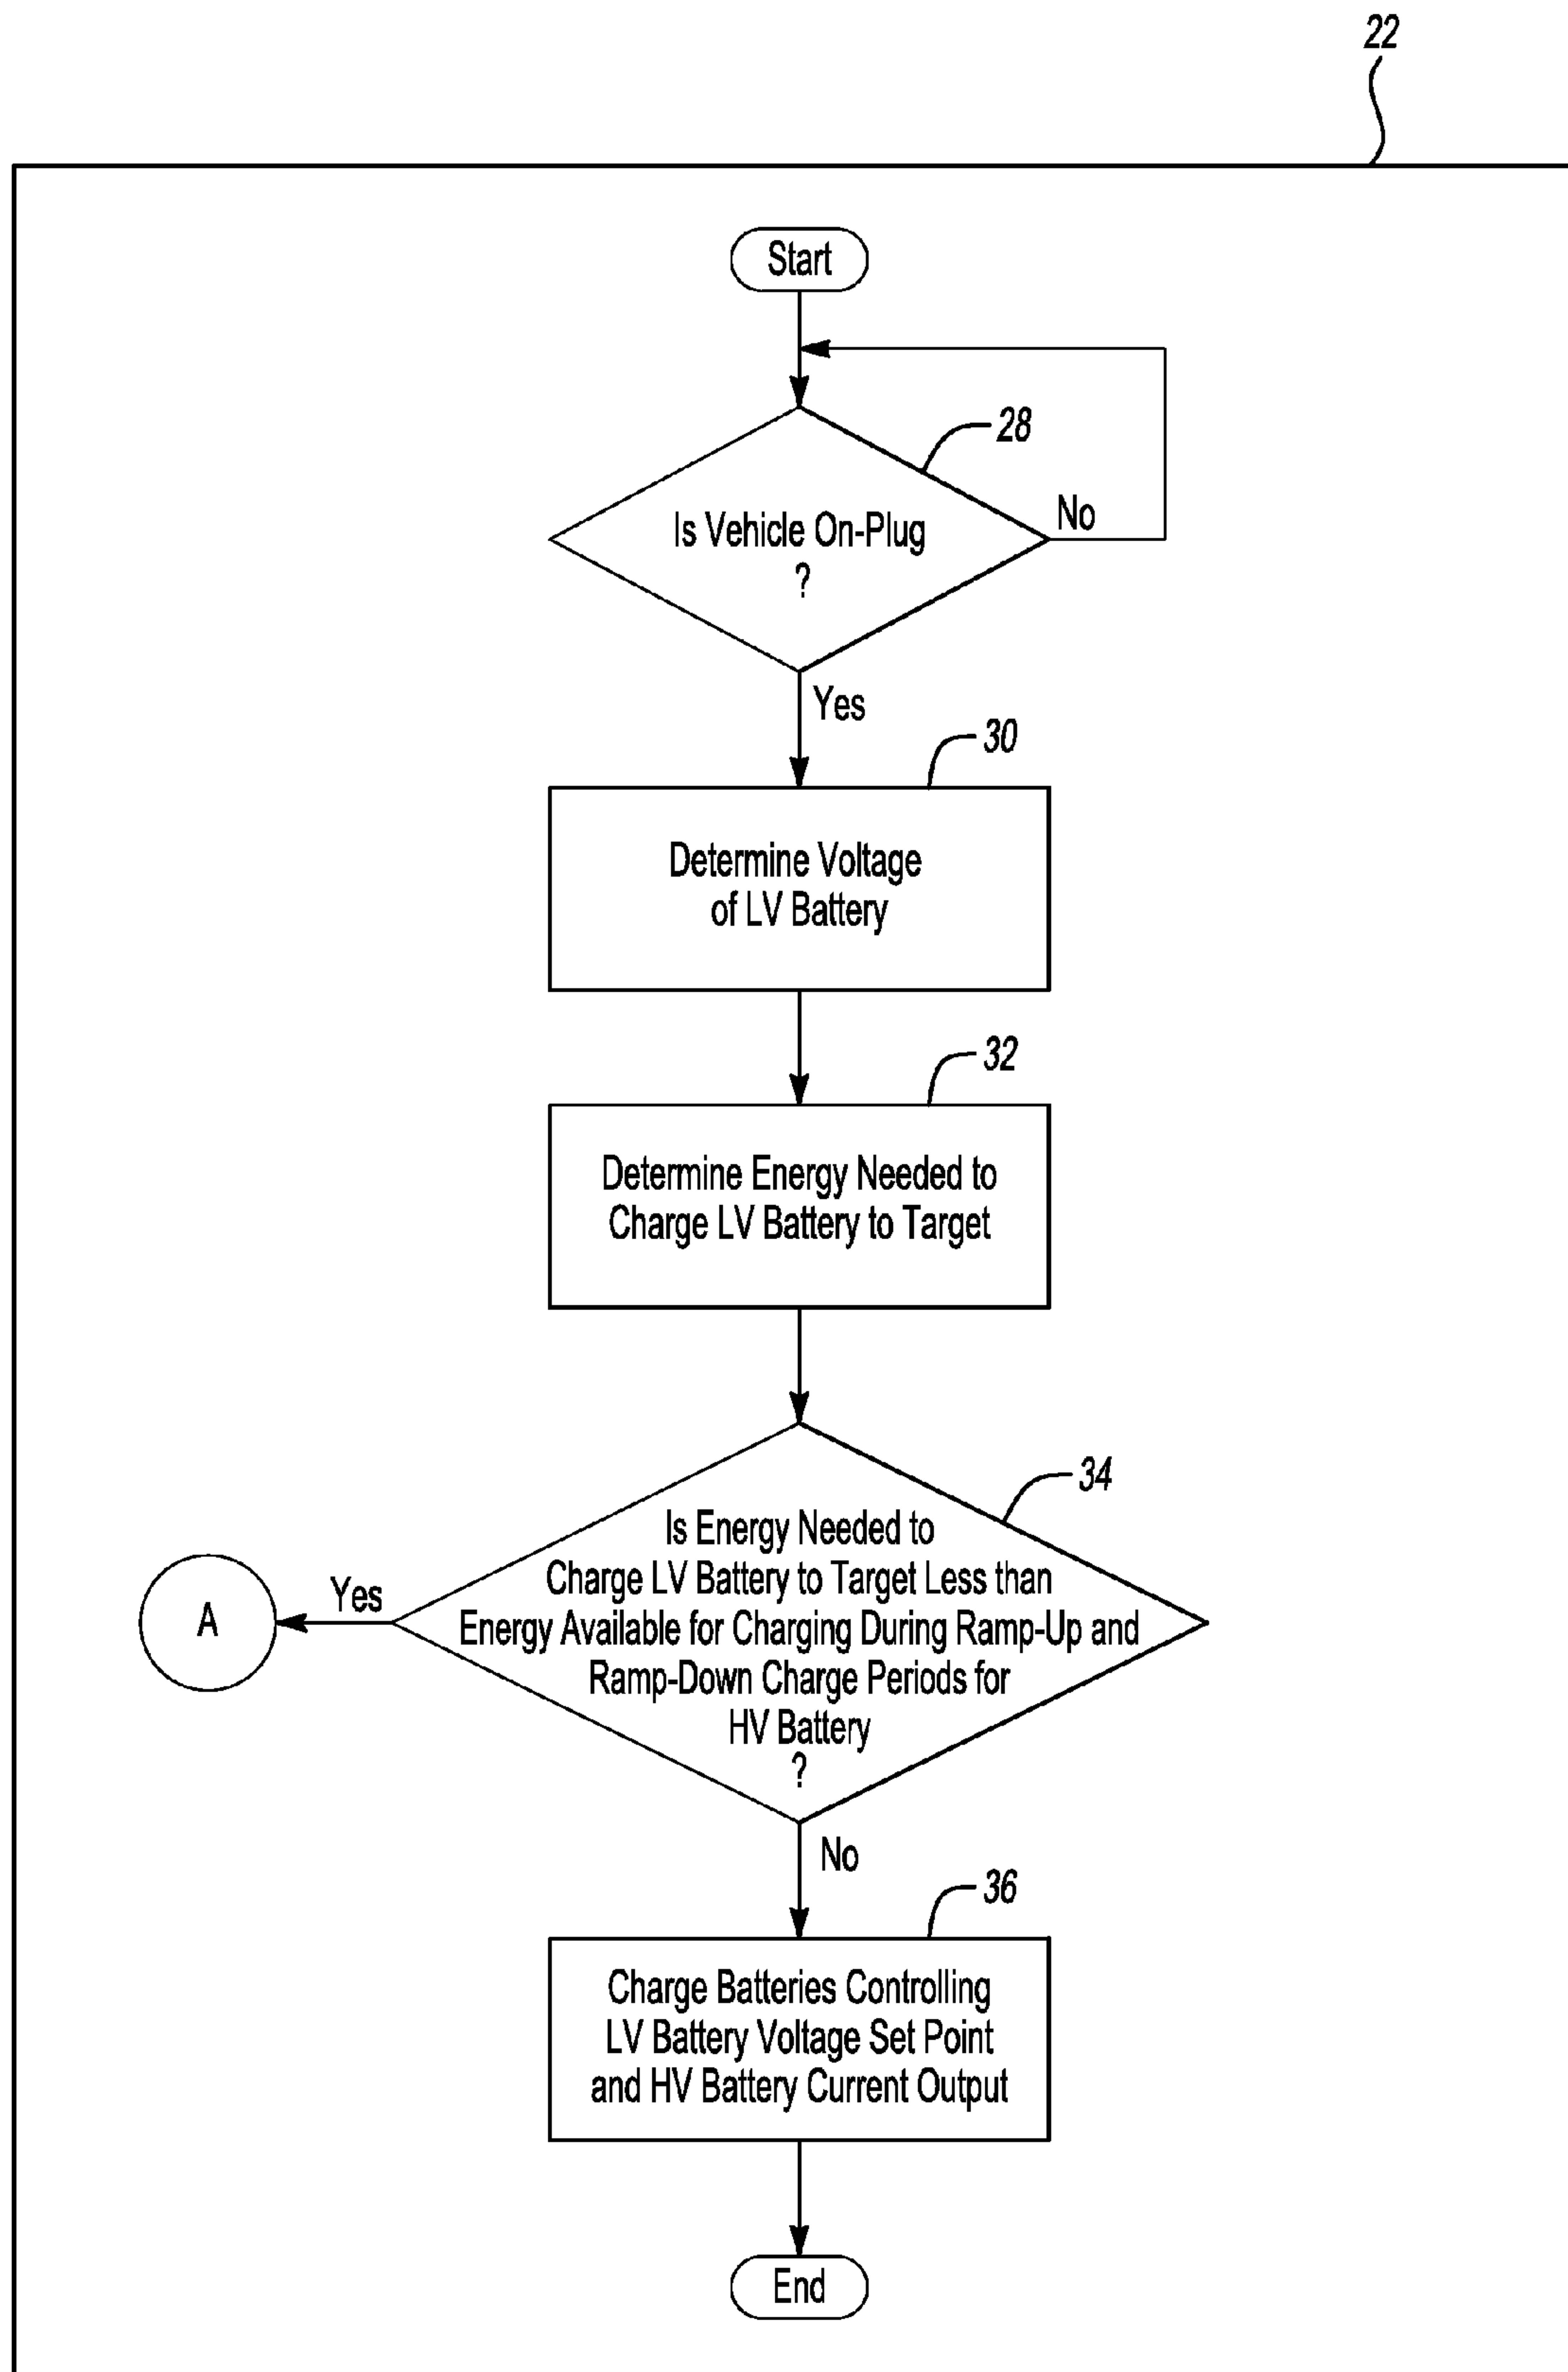 22
Start
28
Is Vehicle On-Plug
?
No
Yes
30
Determine Voltage
of LV Battery
32
Determine Energy Needed to
Charge LV Battery to Target
34
Is Energy Needed to
Charge LV Battery to Target Less than
Energy Available for Charging During Ramp-Up and
Ramp-Down Charge Periods for
HV Battery
?
Yes
A
No
36
Charge Batteries Controlling
LV Battery Voltage Set Point
and HV Battery Current Output
End